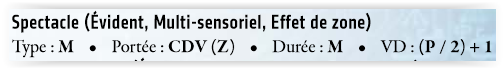 Spectacle (Évident, Multi-sensoriel, Effet de zone)
Type : M • Portée : CDV (Z) • Durée : M • VD : (P / 2) + 1